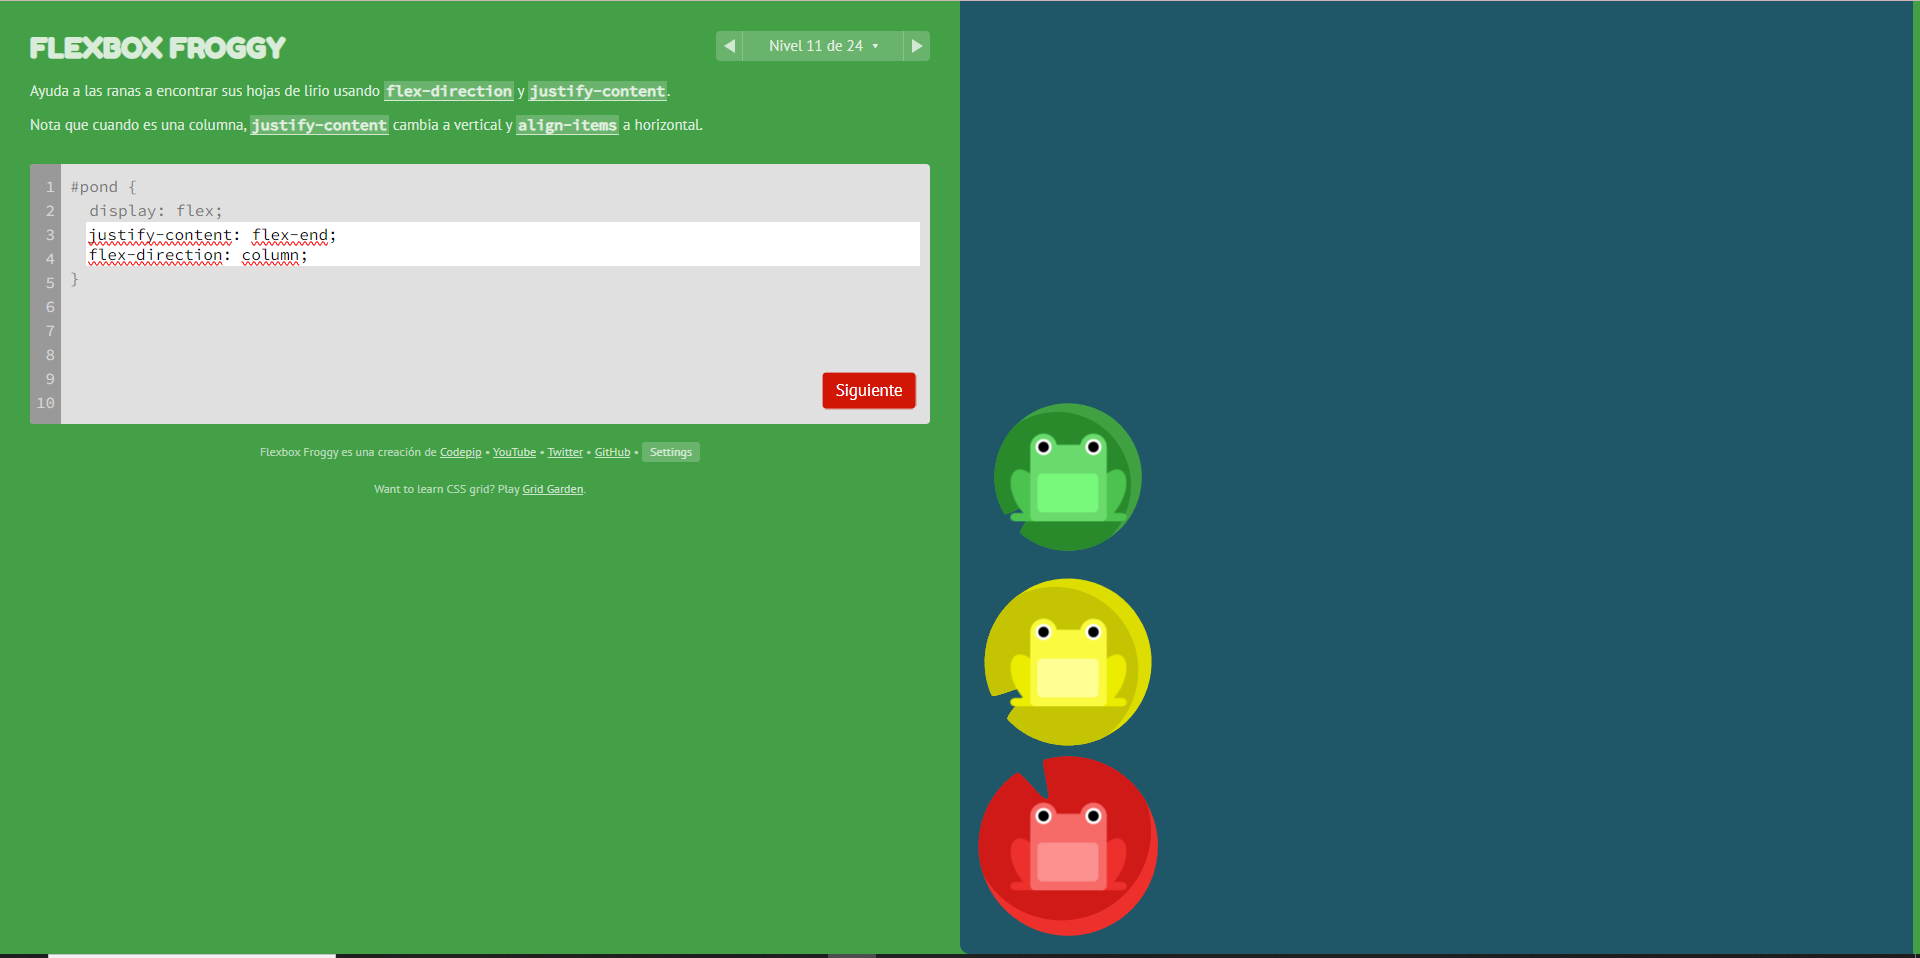 FLEXBOX FROGGY
Nivel 11 de 24
Ayuda a las ranas a encontrar sus hojas de lirio usando flex-direction y justify-content.
Nota que cuando es una columna, justify-content cambia a vertical y align-items a horizontal.
1 #pond {
2 display: flex;
3 justify-content: flex-end;
4 flex-direction: column;
5 }
6
7
8
9
10
Siguiente
Flexbox Froggy es una creación de Codepip • YouTube • Twitter • GitHub • Settings
Want to learn CSS grid? Play Grid Garden.